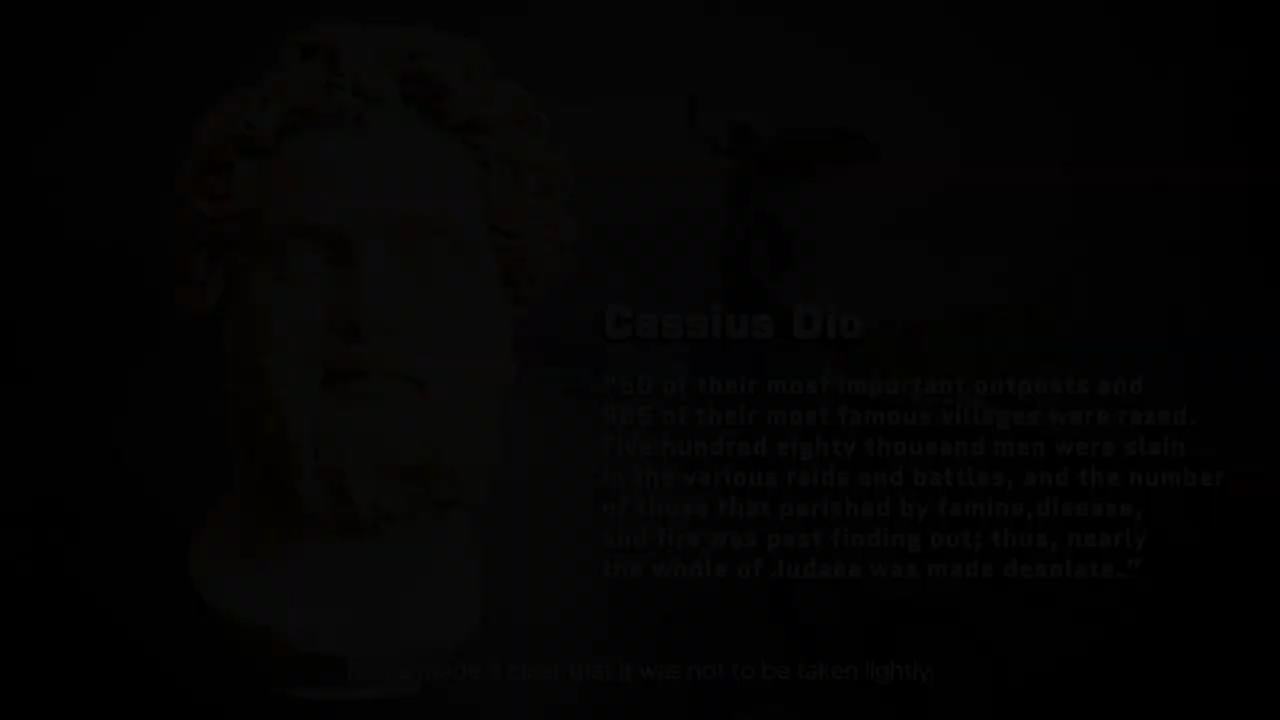 Cassius Dio
"50 of their most important outposts and
985 of their most famous villages were razed.
Five hundred eighty thousand men were slain
in the various raids and battles, and the number
of those that perished by famine,disease,
and fire was past finding out; thus, nearly
the whole of Judaea was made desolate."
made it clear that it was not to be taken lightly.